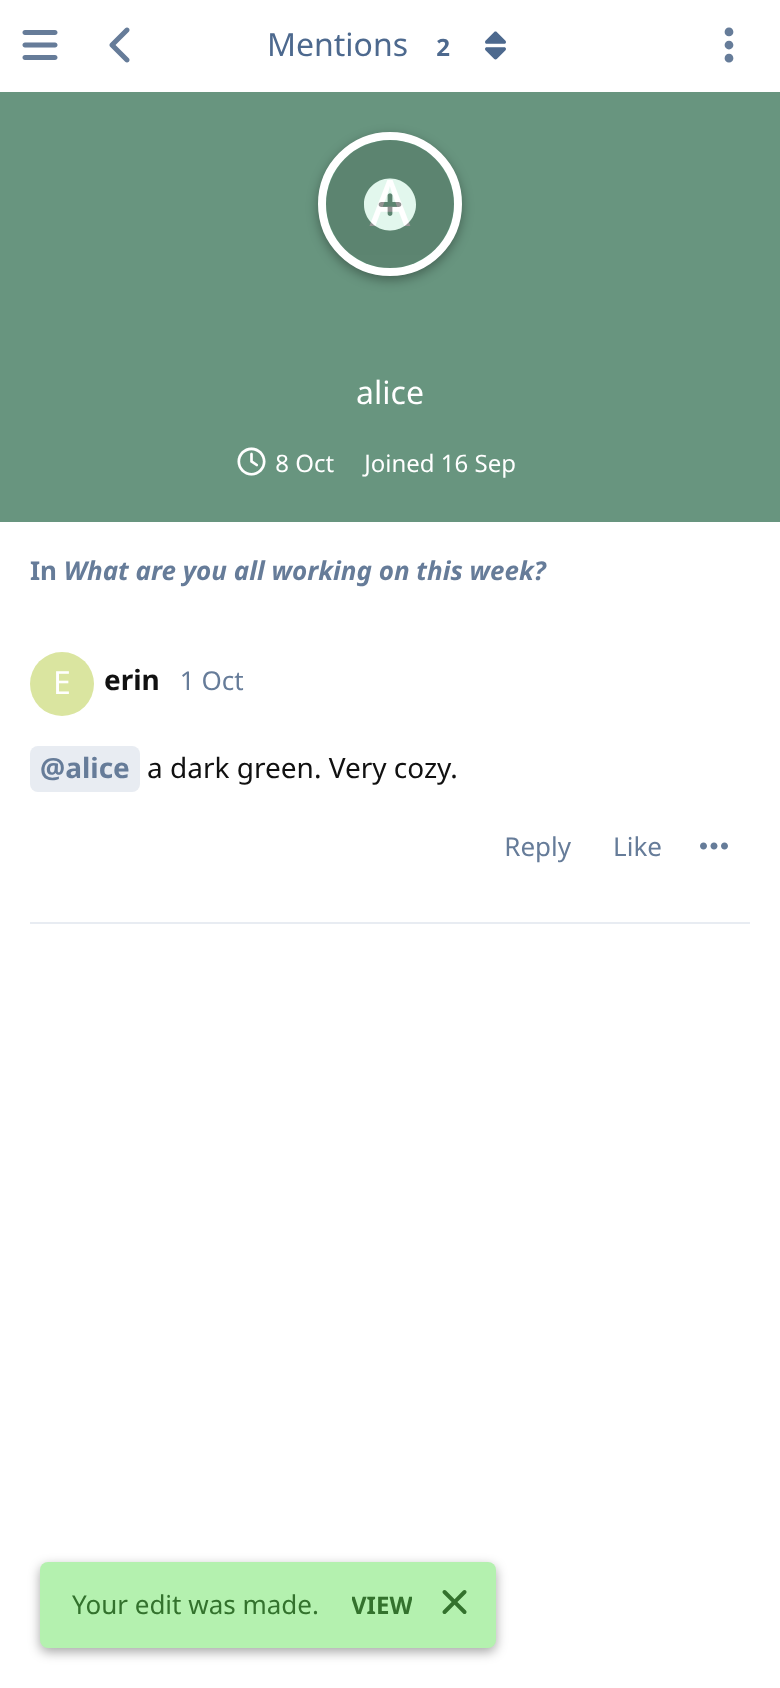 Mentions 2
A
alice
8 Oct Joined 16 Sep
In What are you all working on this week?
E erin 1 Oct
@alice a dark green. Very cozy.
Reply Like
Your edit was made. VIEW